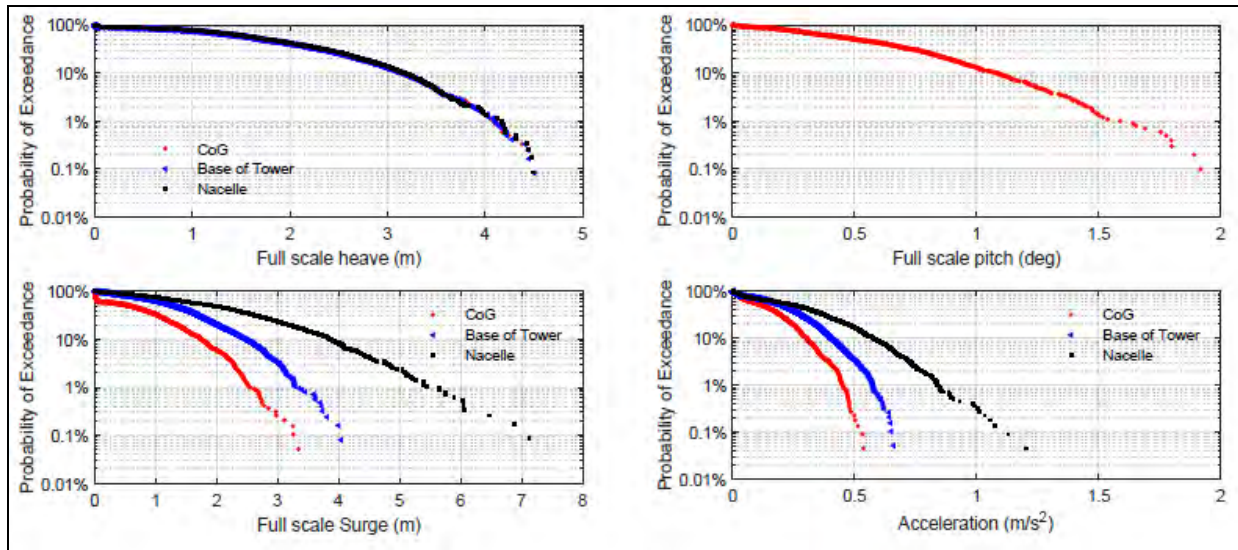 Probability of Exceedance
100%
10%
1%
0.1%
0.01%
CoG
Base of Tower
Nacelle
0 1 2 3 4 5
Full scale heave (m)
Probability of Exceedance
100%
10%
1%
0.1%
0.01%
0 0.5 1 1.5 2
Full scale pitch (deg)
Probability of Exceedance
100%
10%
1%
0.1%
0.01%
CoG
Base of Tower
Nacelle
0 1 2 3 4 5 6 7 8
Full scale Surge (m)
Probability of Exceedance
100%
10%
1%
0.1%
0.01%
CoG
Base of Tower
Nacelle
0 0.5 1 1.5 2
Acceleration (m/s²)